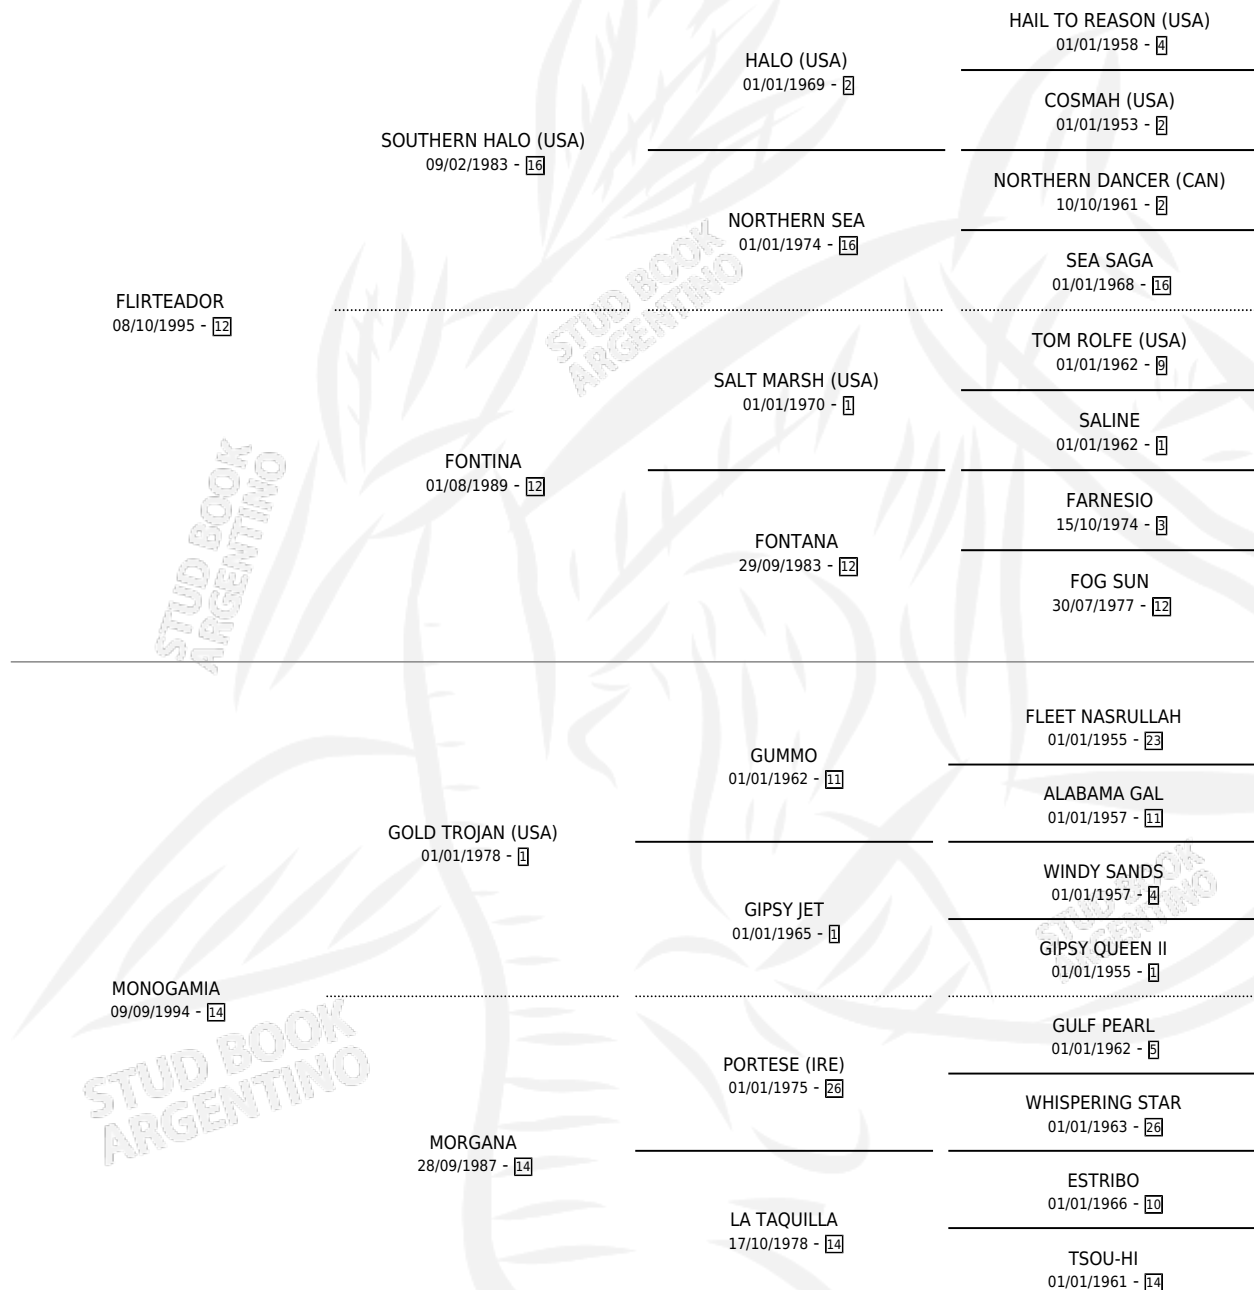 HAIL TO REASON (USA)
01/01/1958 - 4
HALO (USA)
01/01/1969 - 2
COSMAH (USA)
01/01/1953 - 2
SOUTHERN HALO (USA)
09/02/1983 - 16
NORTHERN DANCER (CAN)
10/10/1961 - 2
NORTHERN SEA
01/01/1974 - 16
SEA SAGA
01/01/1968 - 16
FLIRTEADOR
08/10/1995 - 12
STUD BOOK
ARGENTINO
TOM ROLFE (USA)
01/01/1962 - 9
SALT MARSH (USA)
01/01/1970 - 1
SALINE
01/01/1962 - 1
FONTINA
01/08/1989 - 12
FARNESIO
15/10/1974 - 3
FONTANA
29/09/1983 - 12
FOG SUN
30/07/1977 - 12
STUD BOOK
ARGENTINO
FLEET NASRULLAH
01/01/1955 - 23
GUMMO
01/01/1962 - 11
ALABAMA GAL
01/01/1957 - 11
GOLD TROJAN (USA)
01/01/1978 - 1
WINDY SANDS
01/01/1957 - 4
GIPSY JET
01/01/1965 - 1
STUD BOOK
ARGENTINO
GIPSY QUEEN II
01/01/1955 - 1
MONOGAMIA
09/09/1994 - 14
GULF PEARL
01/01/1962 - 5
PORTESE (IRE)
01/01/1975 - 26
STUD BOOK
ARGENTINO
WHISPERING STAR
01/01/1963 - 26
MORGANA
28/09/1987 - 14
ESTRIBO
01/01/1966 - 10
LA TAQUILLA
17/10/1978 - 14
TSOU-HI
01/01/1961 - 14